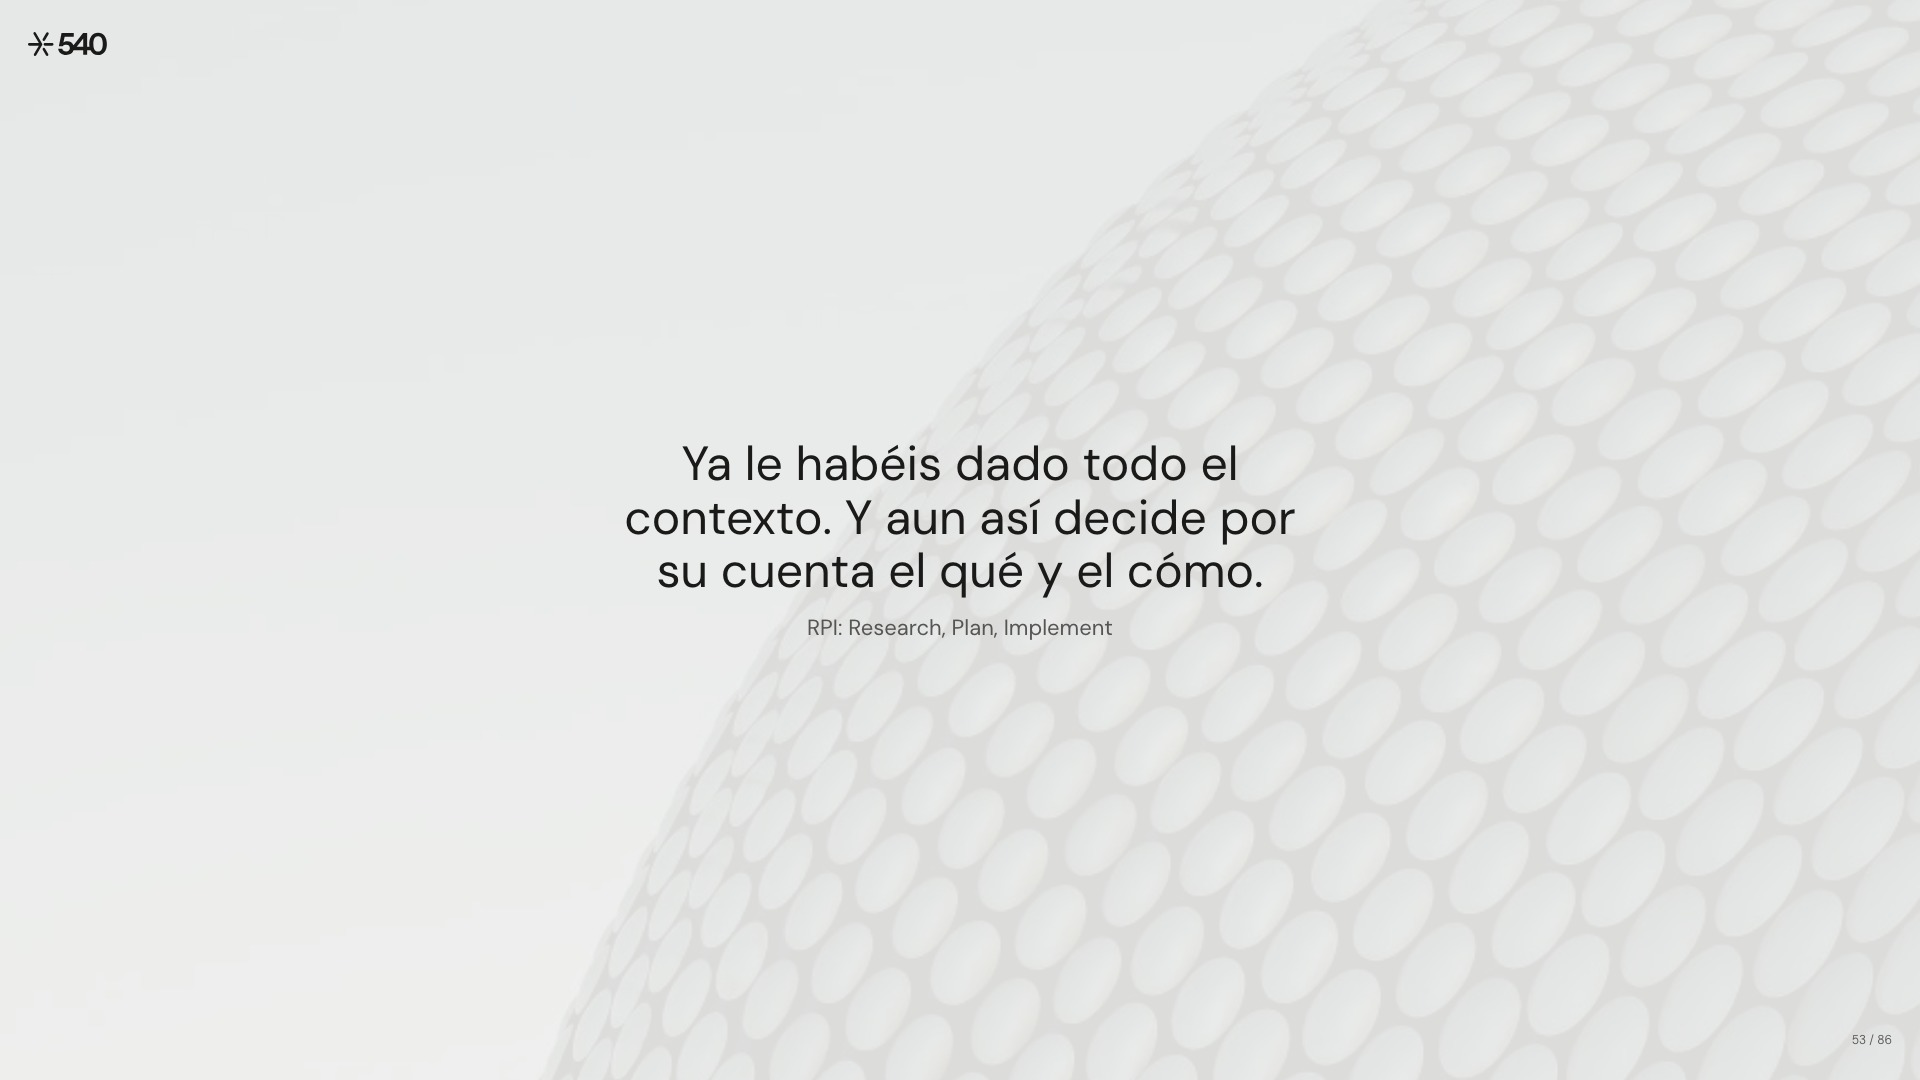 540
Ya le habéis dado todo el
contexto. Y aun así decide por
su cuenta el qué y el cómo.
RPI: Research, Plan, Implement
53 / 86